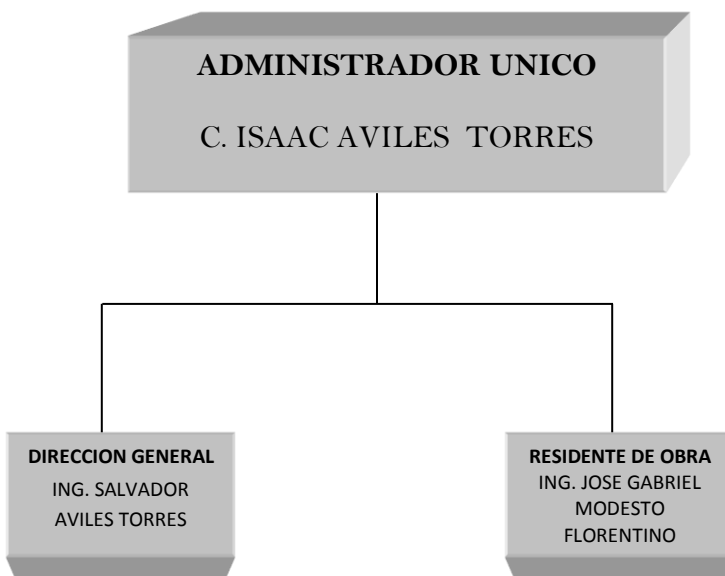 ADMINISTRADOR UNICO
C. ISAAC AVILES TORRES
DIRECCION GENERAL
ING. SALVADOR
AVILES TORRES
RESIDENTE DE OBRA
ING. JOSE GABRIEL
MODESTO
FLORENTINO